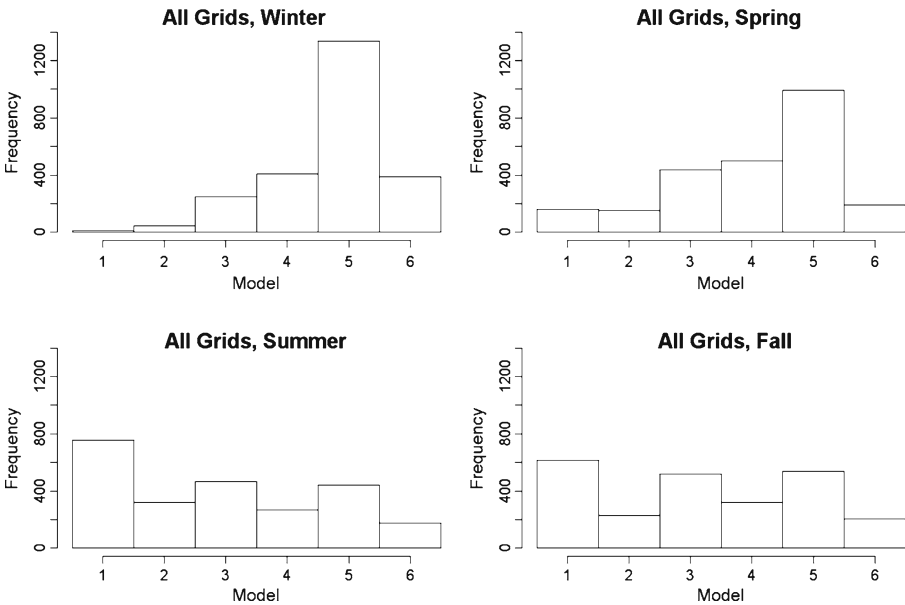 All Grids, Winter
Frequency
0 400 800 1200
1 2 3 4 5 6
Model
All Grids, Spring
Frequency
0 400 800 1200
1 2 3 4 5 6
Model
All Grids, Summer
Frequency
0 400 800 1200
1 2 3 4 5 6
Model
All Grids, Fall
Frequency
0 400 800 1200
1 2 3 4 5 6
Model